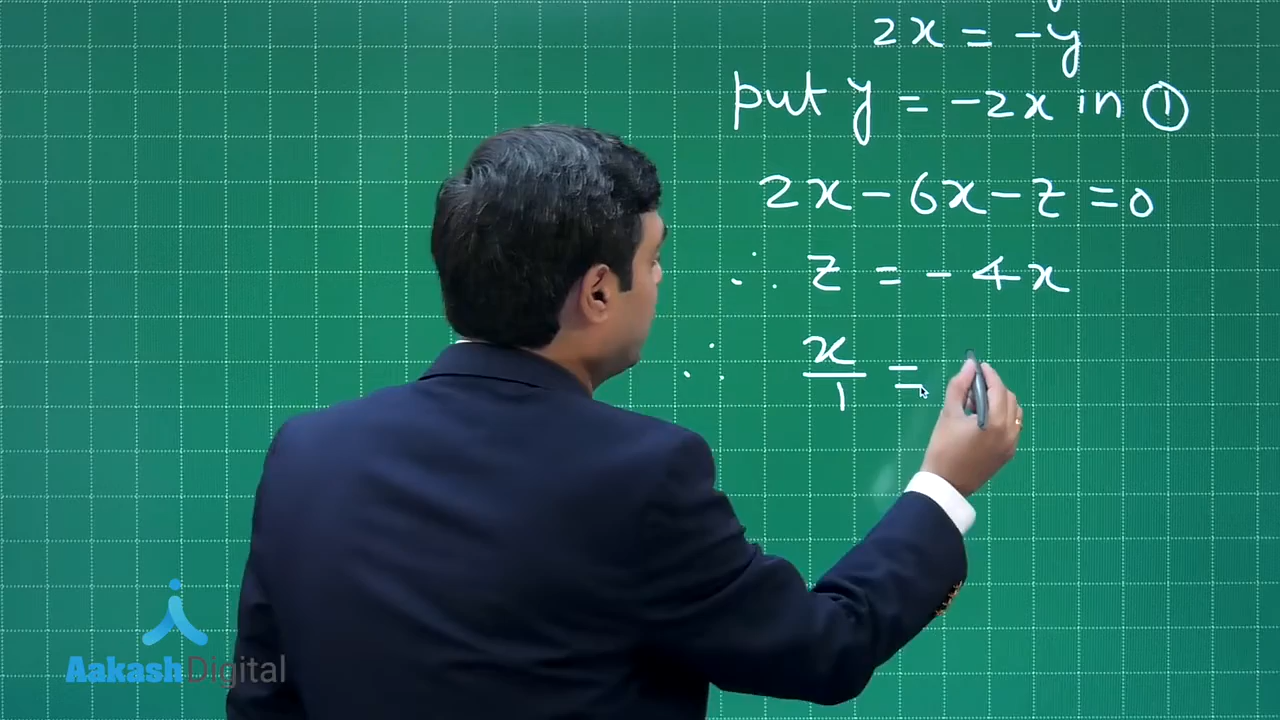 2x = -y
put y = -2x in ①
2x - 6x - z = 0
∴ z = -4x
∴ x/1 =
Aakash Digital